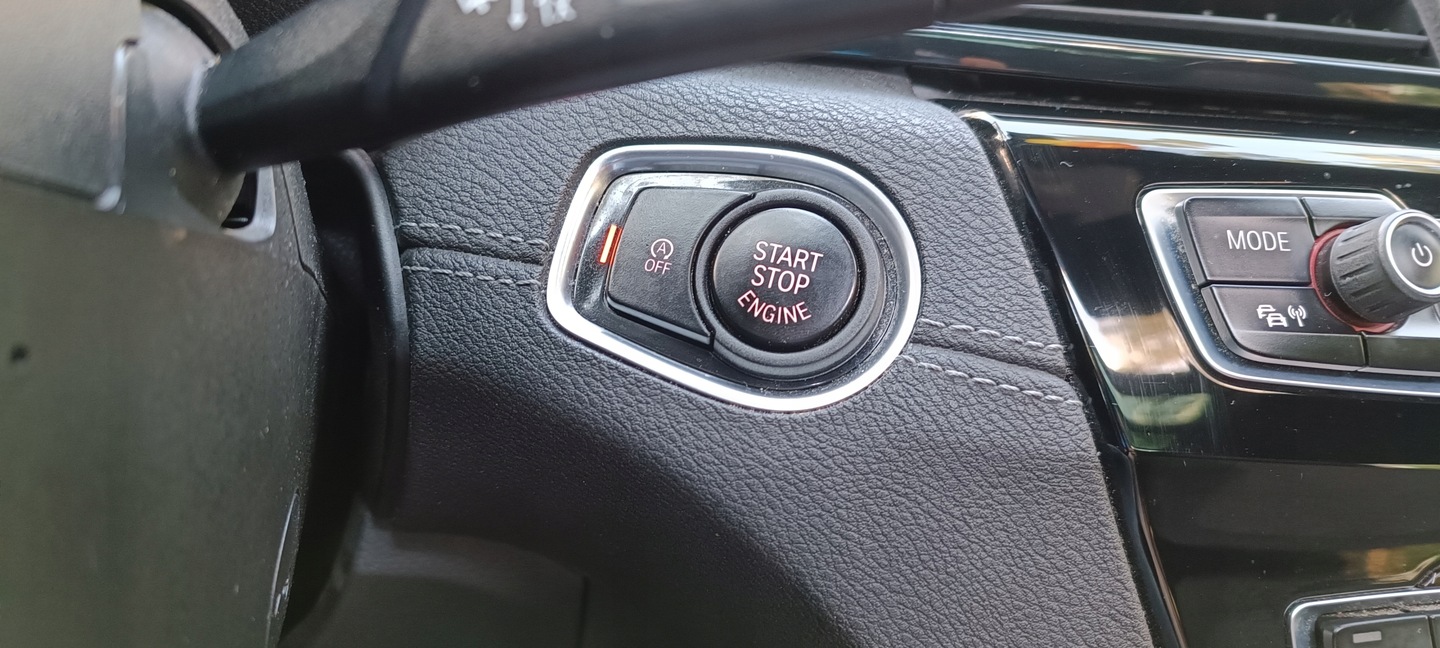 A
OFF
START
STOP
ENGINE
MODE